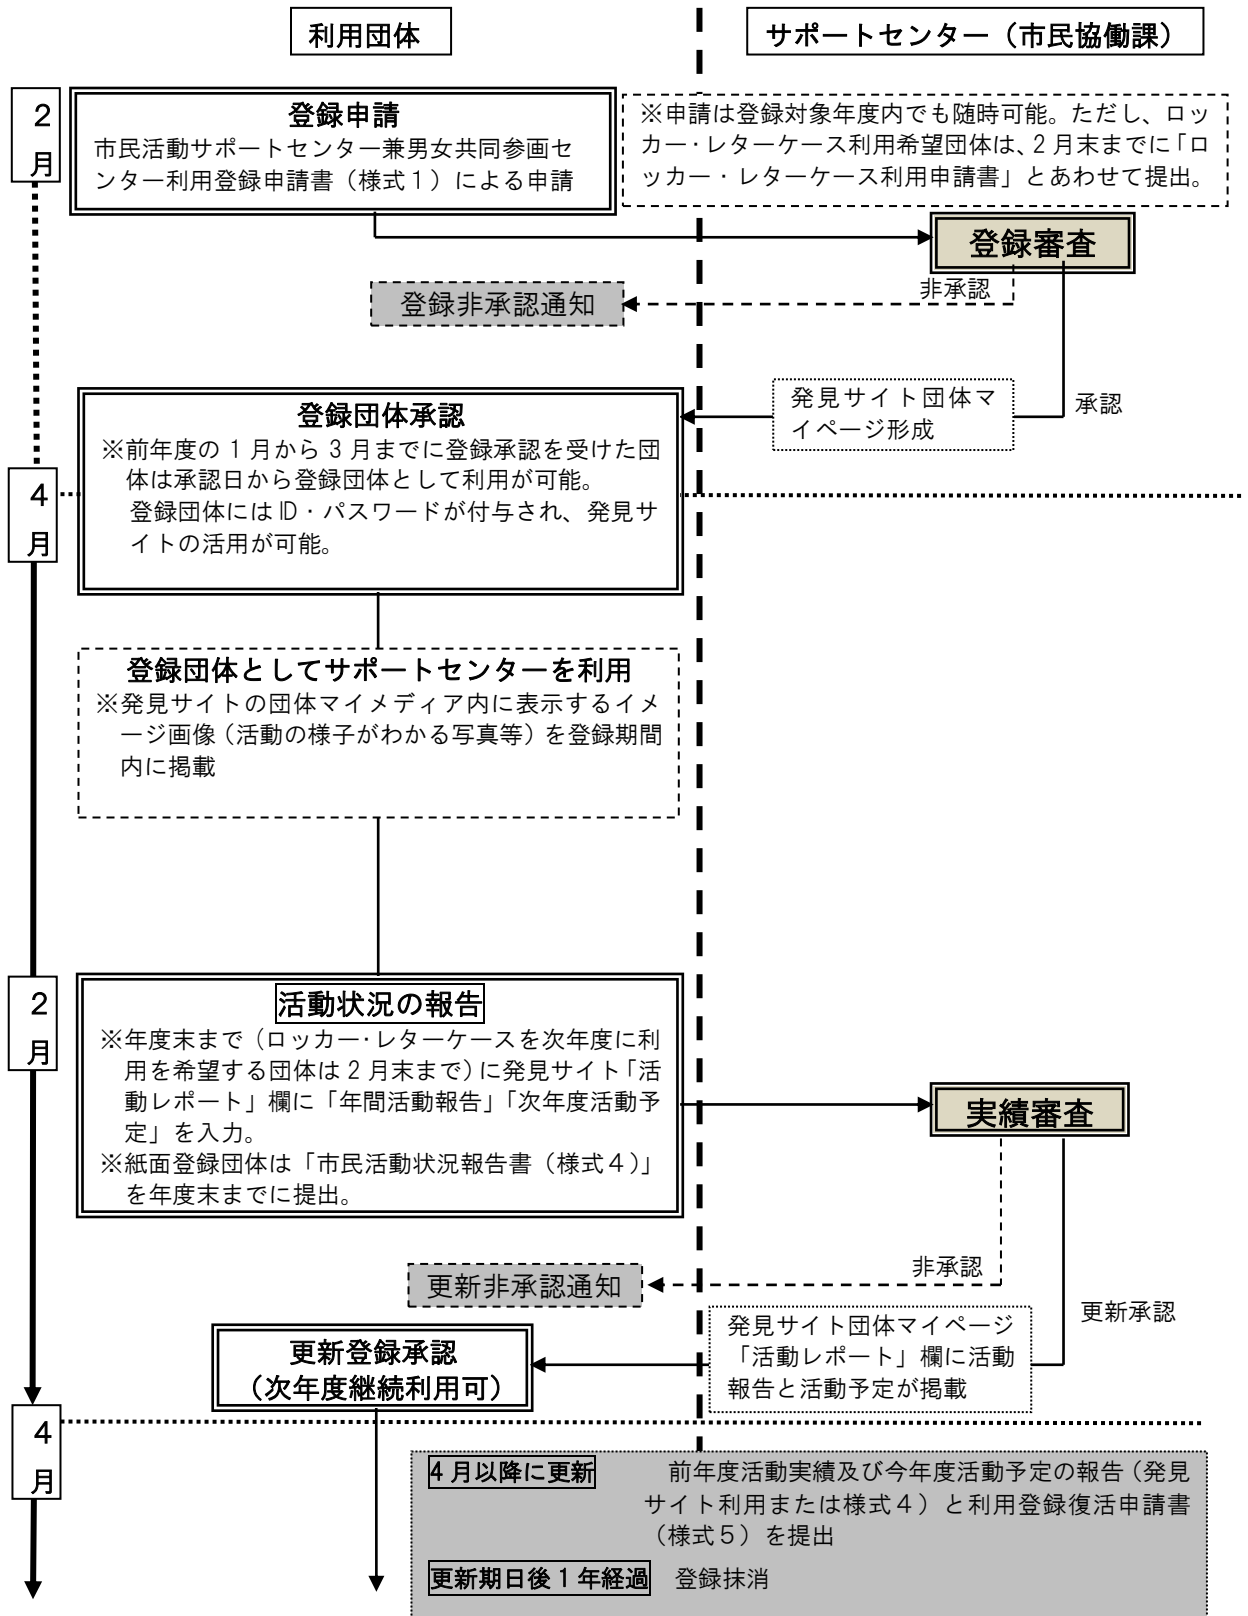 利用団体
サポートセンター（市民協働課）
2
月
登録申請
市民活動サポートセンター兼男女共同参画セ
ンター利用登録申請書（様式１）による申請
※申請は登録対象年度内でも随時可能。ただし、ロッ
カー・レターケース利用希望団体は、2 月末までに「ロ
ッカー・レターケース利用申請書」とあわせて提出。
登録審査
非承認
登録非承認通知
承認
発見サイト団体マ
イページ形成
登録団体承認
※前年度の 1 月から 3 月までに登録承認を受けた団
体は承認日から登録団体として利用が可能。
登録団体には ID・パスワードが付与され、発見サ
イトの活用が可能。
4
月
登録団体としてサポートセンターを利用
※発見サイトの団体マイメディア内に表示するイメ
ージ画像（活動の様子がわかる写真等）を登録期間
内に掲載
2
月
活動状況の報告
※年度末まで（ロッカー・レターケースを次年度に利
用を希望する団体は 2 月末まで）に発見サイト「活
動レポート」欄に「年間活動報告」「次年度活動予
定」を入力。
※紙面登録団体は「市民活動状況報告書（様式４）」
を年度末までに提出。
実績審査
非承認
更新非承認通知
更新承認
発見サイト団体マイページ
「活動レポート」欄に活動
報告と活動予定が掲載
更新登録承認
（次年度継続利用可）
4
月
4 月以降に更新 前年度活動実績及び今年度活動予定の報告（発見
サイト利用または様式４）と利用登録復活申請書
（様式５）を提出
更新期日後 1 年経過 登録抹消